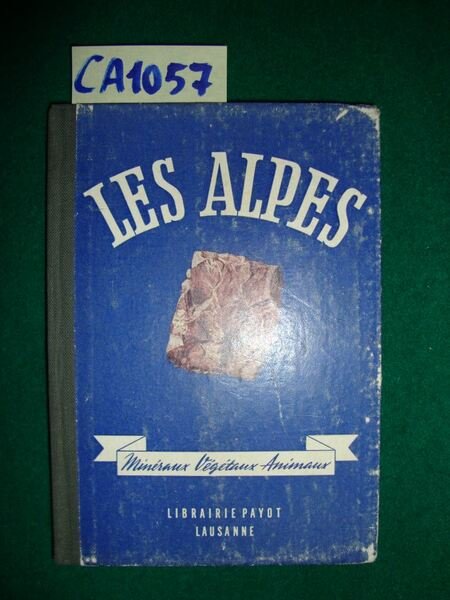 CA1057
LES ALPES
Minéraux Végétaux Animaux
LIBRAIRIE PAYOT
LAUSANNE